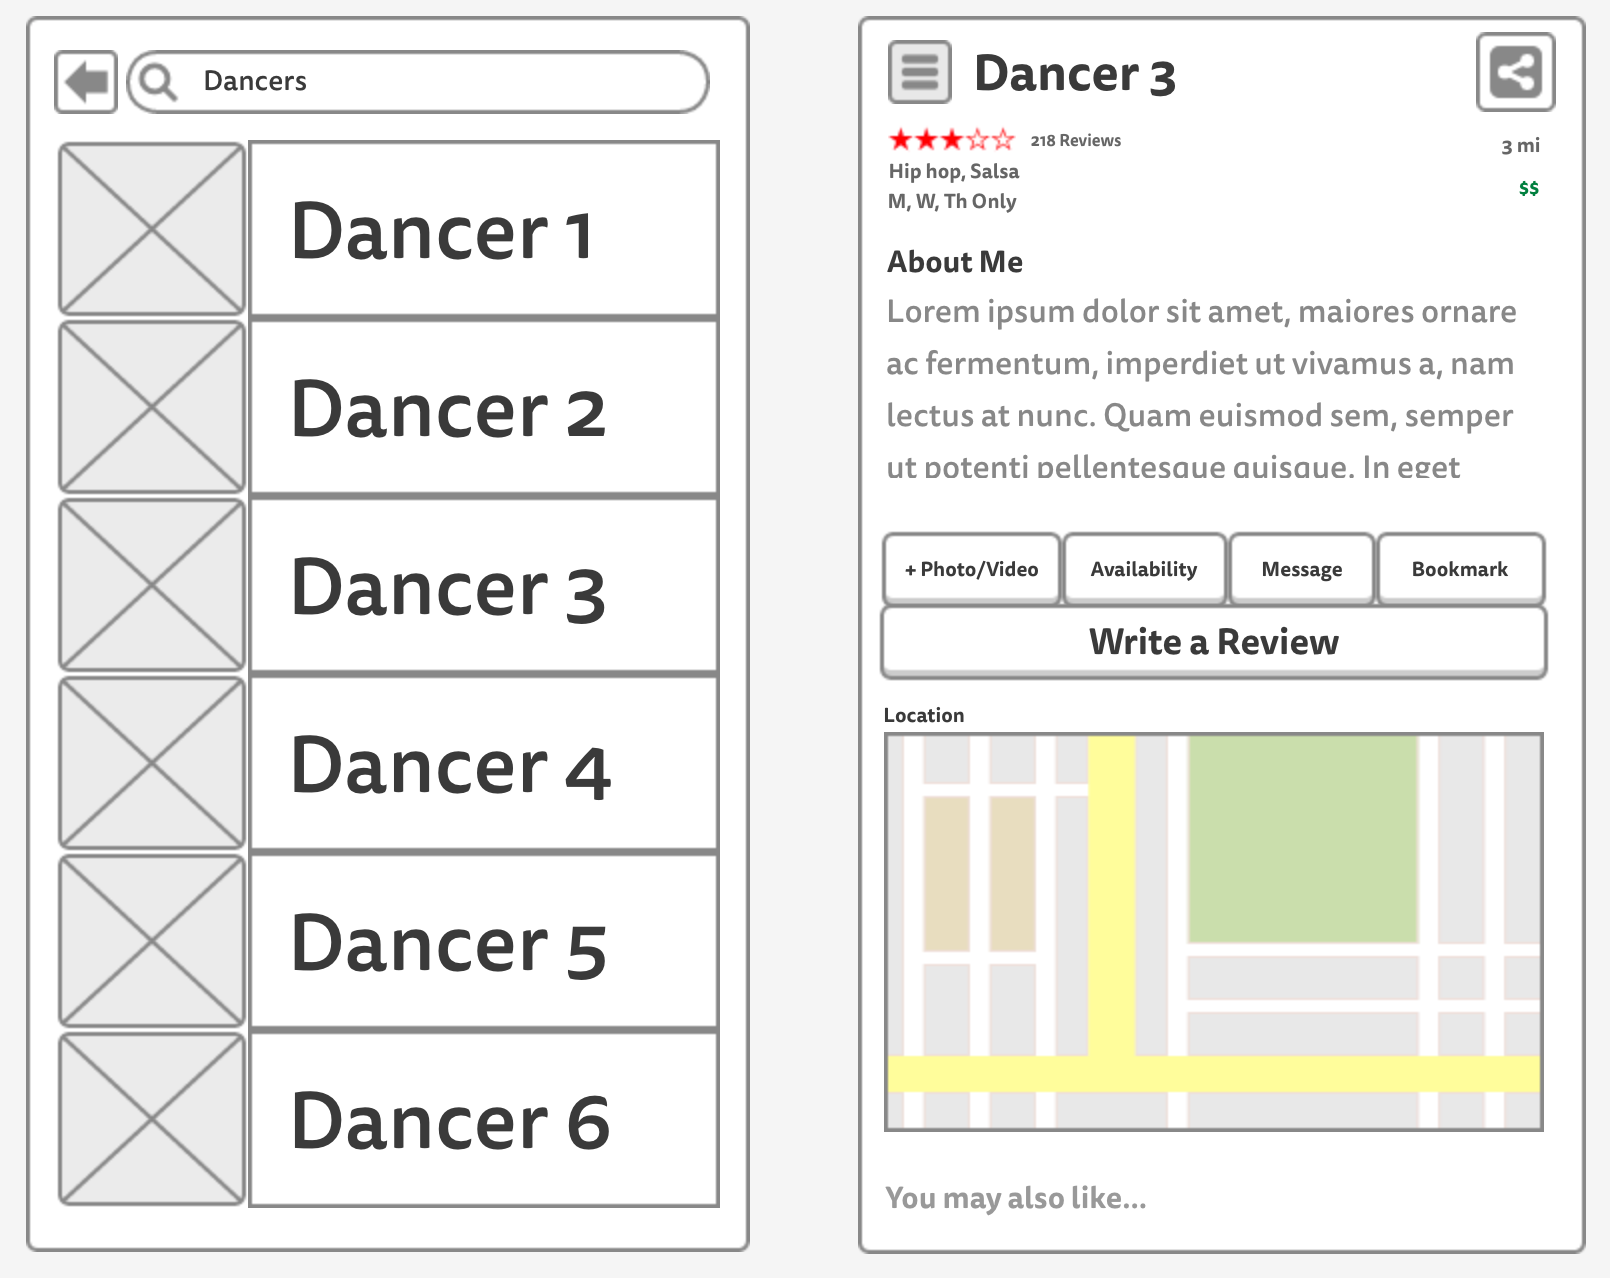 Dancers
Dancer 1
Dancer 2
Dancer 3
Dancer 4
Dancer 5
Dancer 6
Dancer 3
218 Reviews
3 mi
Hip hop, Salsa
$$
M, W, Th Only
About Me
Lorem ipsum dolor sit amet, maiores ornare
ac fermentum, imperdiet ut vivamus a, nam
lectus at nunc. Quam euismod sem, semper
ut potenti pellentesque quisque. In eget
+ Photo/Video
Availability
Message
Bookmark
Write a Review
Location
You may also like...